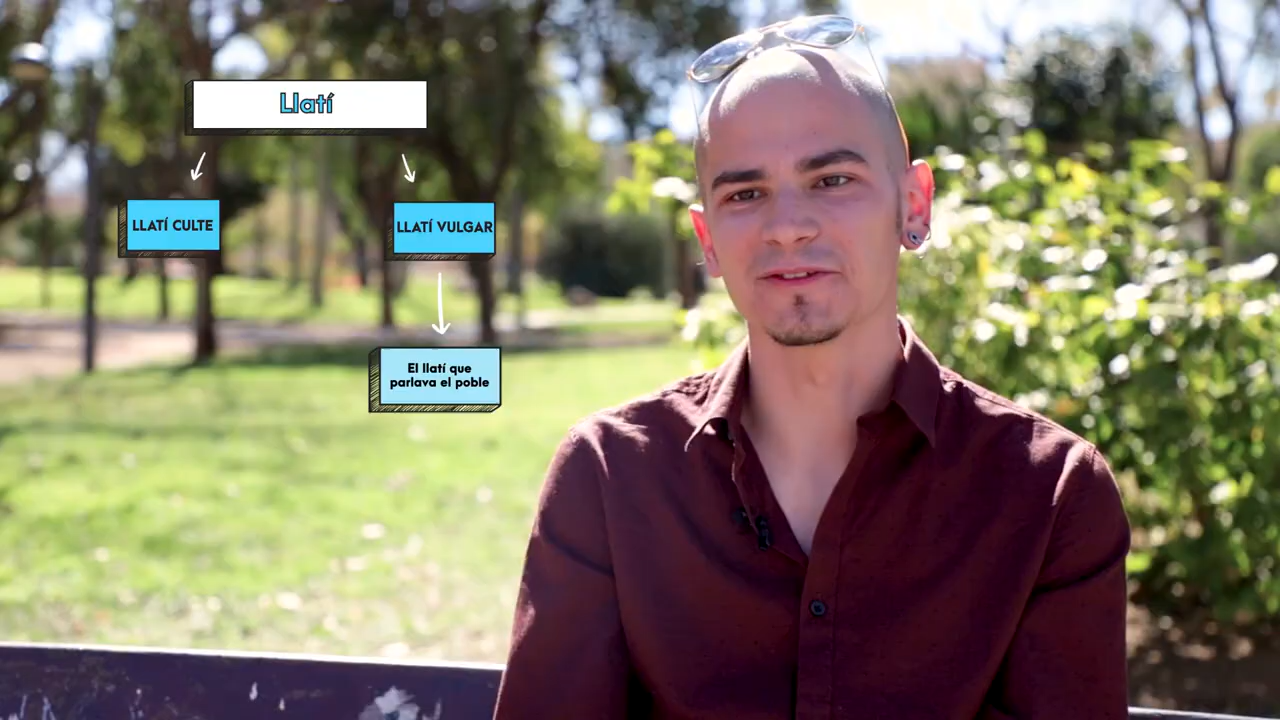 Llatí
LLATÍ CULTE
LLATÍ VULGAR
El llatí que
parlava el poble